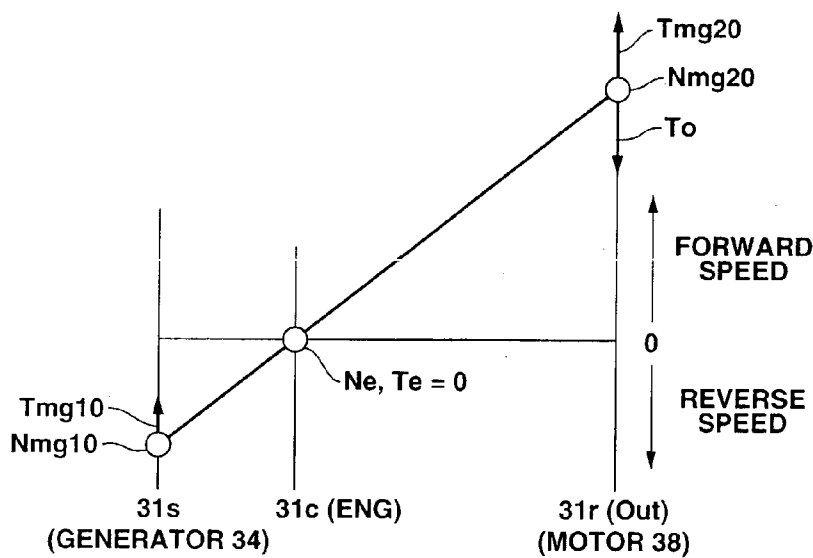 Tmg20
Nmg20
To
FORWARD
SPEED
0
Ne, Te = 0
REVERSE
SPEED
Tmg10
Nmg10
31s
(GENERATOR 34)
31c (ENG)
31r (Out)
(MOTOR 38)